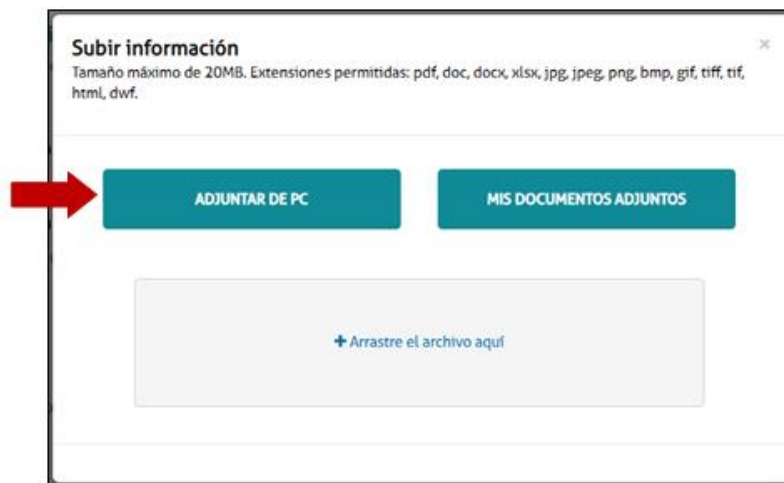 Subir información
Tamaño máximo de 20MB. Extensiones permitidas: pdf, doc, docx, xlsx, jpg, jpeg, png, bmp, gif, tiff, tif,
html, dwf.
ADJUNTAR DE PC
MIS DOCUMENTOS ADJUNTOS
+ Arrastre el archivo aquí